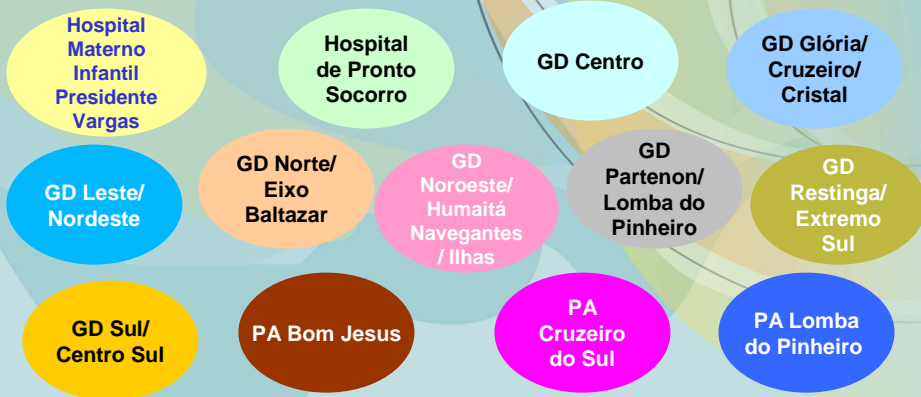 Hospital
Materno
Infantil
Presidente
Vargas
Hospital
de Pronto
Socorro
GD Centro
GD Glória/
Cruzeiro/
Cristal
GD Leste/
Nordeste
GD Norte/
Eixo
Baltazar
GD
Noroeste/
Humaitá
Navegantes
/ Ilhas
GD
Partenon/
Lomba do
Pinheiro
GD
Restinga/
Extremo
Sul
GD Sul/
Centro Sul
PA Bom Jesus
PA
Cruzeiro
do Sul
PA Lomba
do Pinheiro